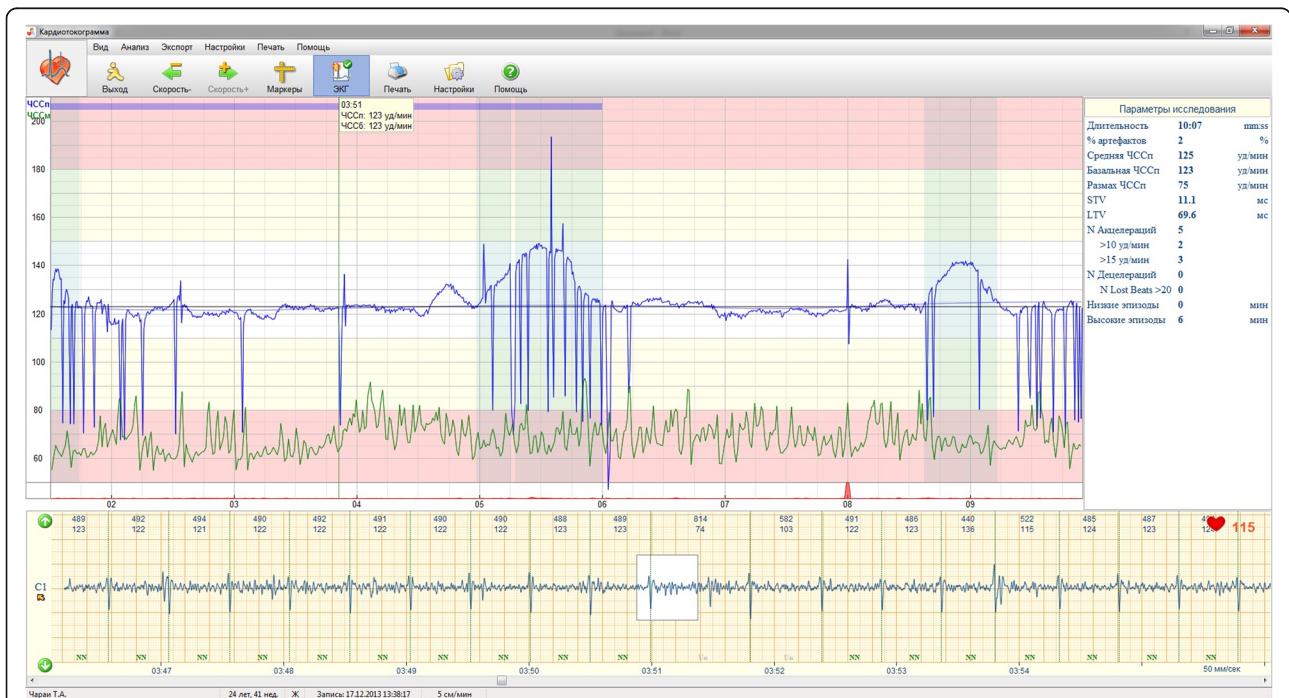 Кардиотокограмма
Вид Анализ Экспорт Настройки Печать Помощь
Выход Скорость- Скорость+ Маркеры ЭКГ Печать Настройки Помощь
ЧССп
ЧССм
03:51
ЧССп: 123 уд/мин
ЧССб: 123 уд/мин
200
180
160
140
120
100
80
60
02 03 04 05 06 07 08 09
Параметры исследования
Длительность 10:07 mm:ss
% артефактов 2 %
Средняя ЧССп 125 уд/мин
Базальная ЧССп 123 уд/мин
Размах ЧССп 75 уд/мин
STV 11.1 мс
LTV 69.6 мс
N Акцелераций 5
>10 уд/мин 2
>15 уд/мин 3
N Децелераций 0
N Lost Beats >20 0
Низкие эпизоды 0 мин
Высокие эпизоды 6 мин
489 492 494 490 492 491 490 490 488 489 814 582 491 486 440 522 485 487
123 122 121 122 122 122 122 122 123 123 74 103 122 123 136 115 124 123
115
C1
NN NN NN NN NN NN NN NN NN NN Un Un NN NN NN NN NN NN NN
03:47 03:48 03:49 03:50 03:51 03:52 03:53 03:54 50 мм/сек
Чараи Т.А. 24 лет, 41 нед. Ж Запись: 17.12.2013 13:38:17 5 см/мин